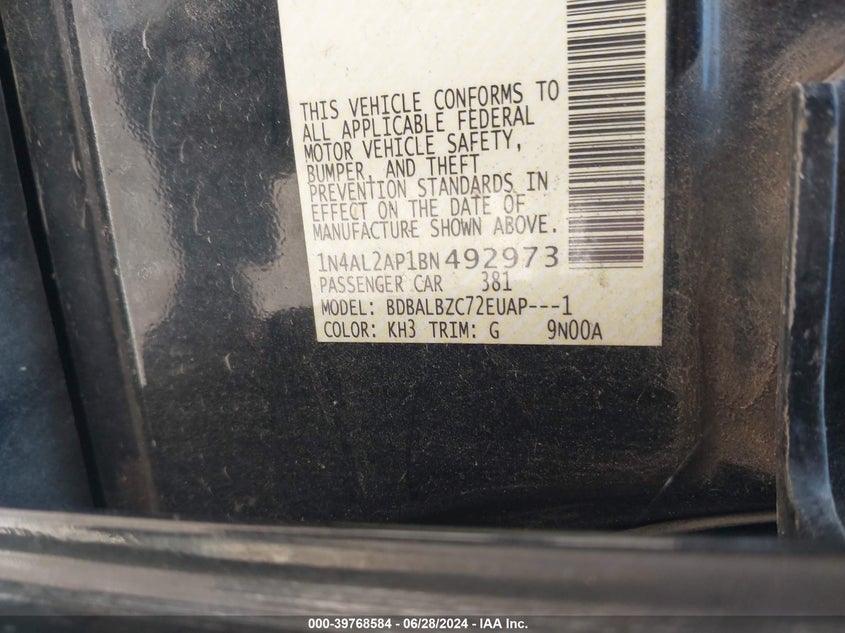 THIS VEHICLE CONFORMS TO
ALL APPLICABLE FEDERAL
MOTOR VEHICLE SAFETY,
BUMPER, AND THEFT
PREVENTION STANDARDS IN
EFFECT ON THE DATE OF
MANUFACTURE SHOWN ABOVE.
1N4AL2AP1BN492973
PASSENGER CAR 381
MODEL: BDBALBZC72EUAP---1
COLOR: KH3 TRIM: G 9N00A
000-39768584 / 06/28/2024 - IAA Inc.